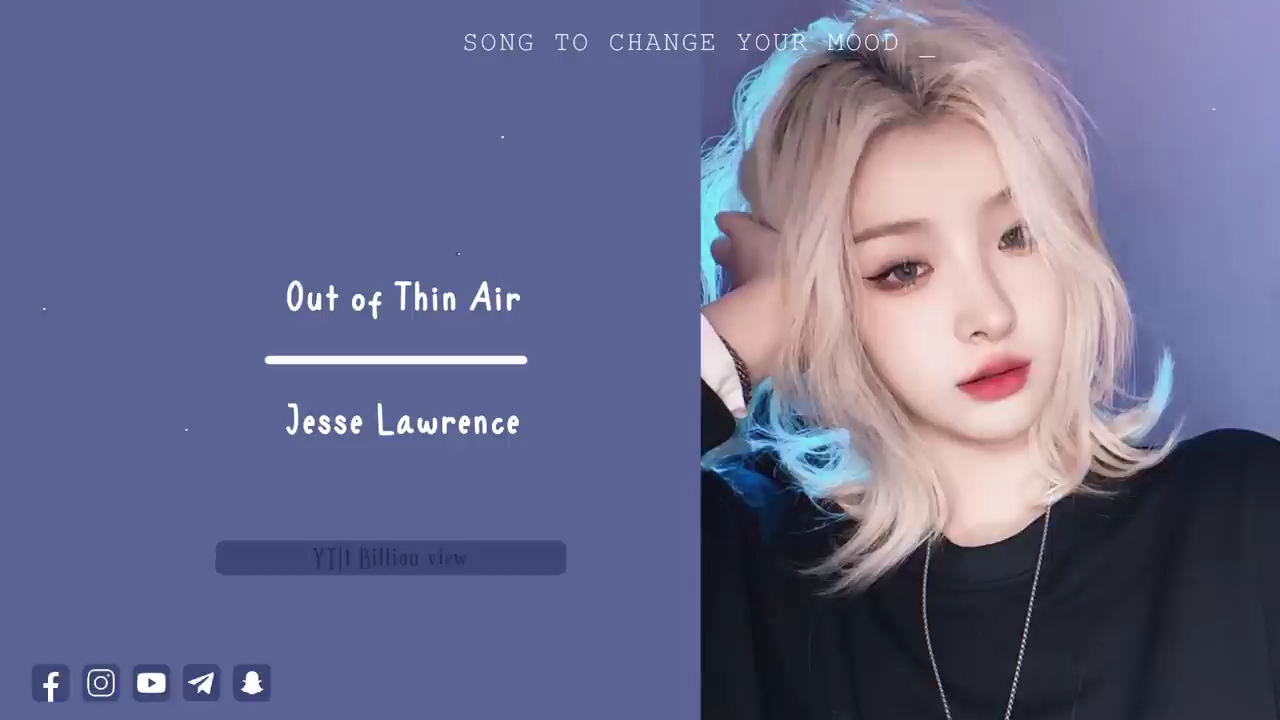 SONG TO CHANGE YOUR MOOD _
Out of Thin Air
Jesse Lawrence
YT|1 Billion view